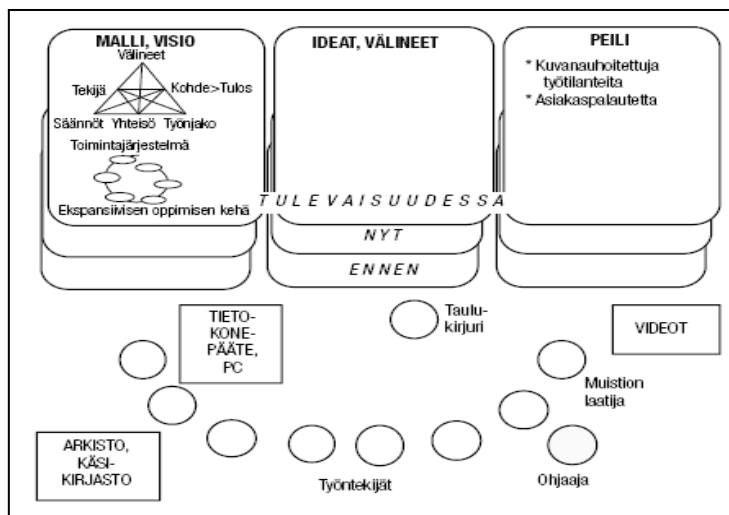 MALLI, VISIO
Välineet
Tekijä
Kohde>Tulos
Säännöt Yhteisö Työnjako
Toimintajärjestelmä
Ekspansiivisen oppimisen kehä
IDEAT, VÄLINEET
PEILI
* Kuvanauhoitettuja
työtilanteita
* Asiakaspalautetta
TULEVAISUUDESSA
NYT
ENNEN
TIETO-
KONE-
PÄÄTE,
PC
Taulu-
kirjuri
VIDEOT
Muistion
laatija
ARKISTO,
KÄSI-
KIRJASTO
Työntekijät
Ohjaaja